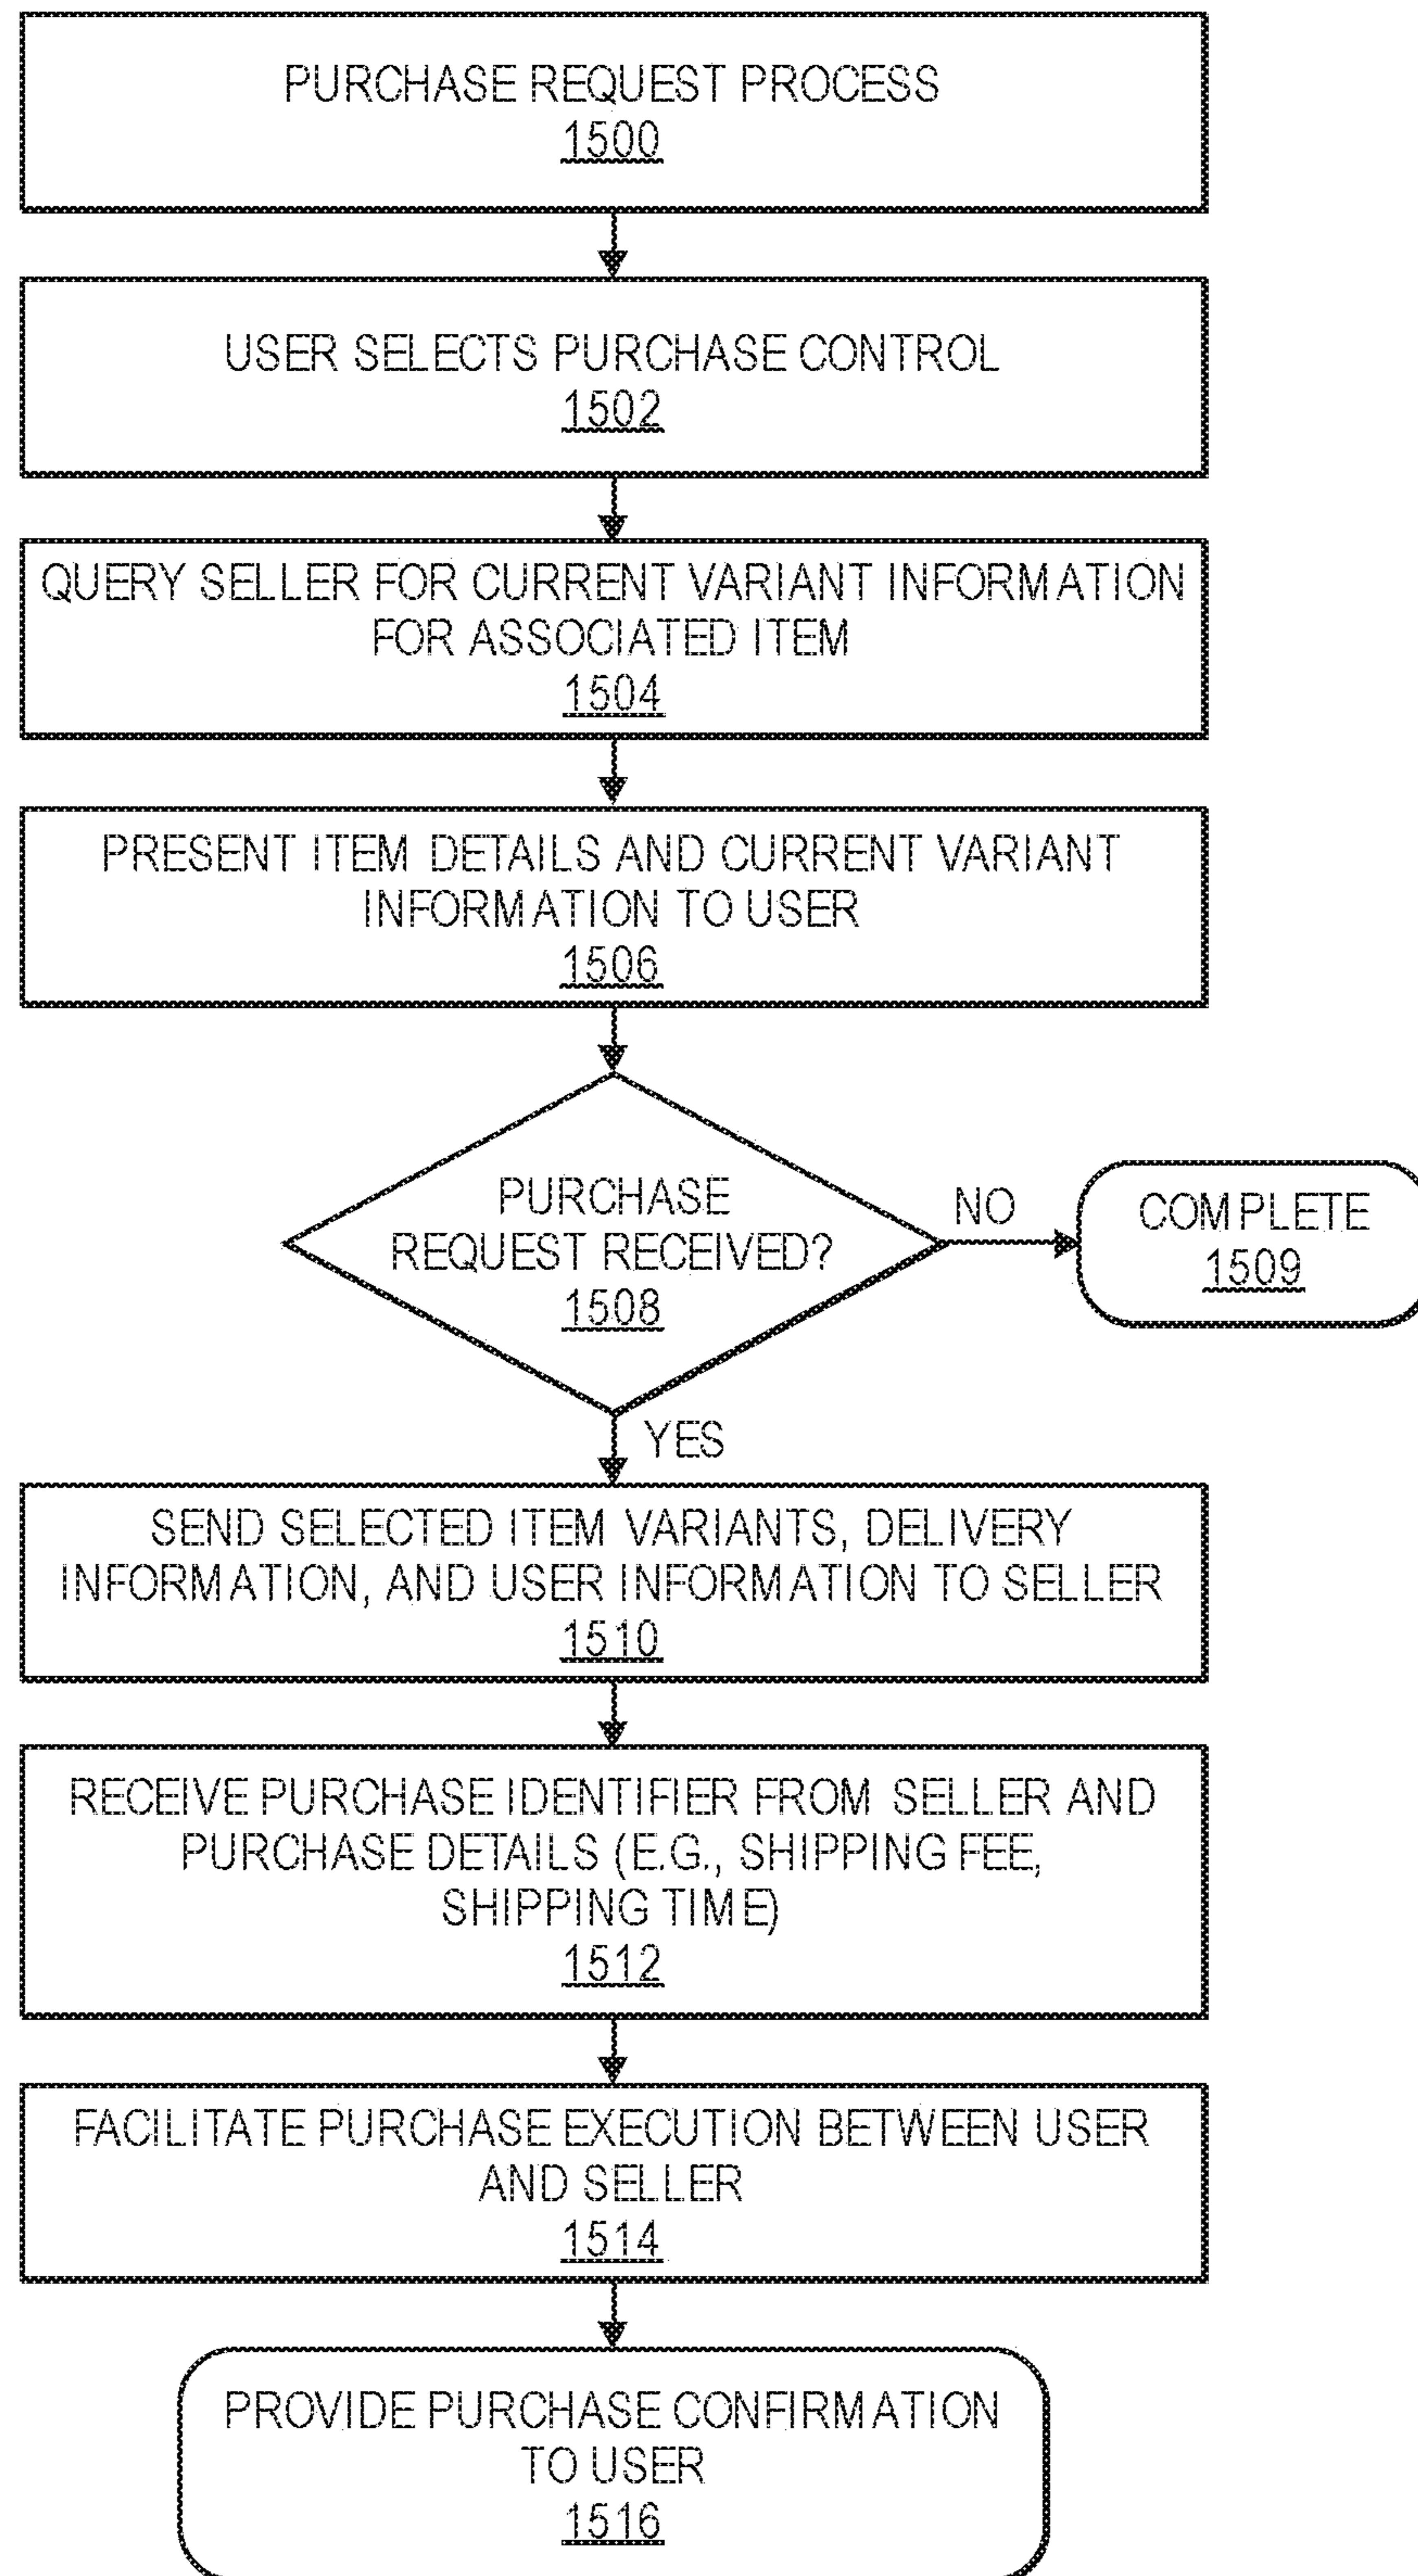 PURCHASE REQUEST PROCESS
1500
USER SELECTS PURCHASE CONTROL
1502
QUERY SELLER FOR CURRENT VARIANT INFORMATION
FOR ASSOCIATED ITEM
1504
PRESENT ITEM DETAILS AND CURRENT VARIANT
INFORMATION TO USER
1506
PURCHASE
REQUEST RECEIVED?
1508
NO
COMPLETE
1509
YES
SEND SELECTED ITEM VARIANTS, DELIVERY
INFORMATION, AND USER INFORMATION TO SELLER
1510
RECEIVE PURCHASE IDENTIFIER FROM SELLER AND
PURCHASE DETAILS (E.G., SHIPPING FEE,
SHIPPING TIME)
1512
FACILITATE PURCHASE EXECUTION BETWEEN USER
AND SELLER
1514
PROVIDE PURCHASE CONFIRMATION
TO USER
1516